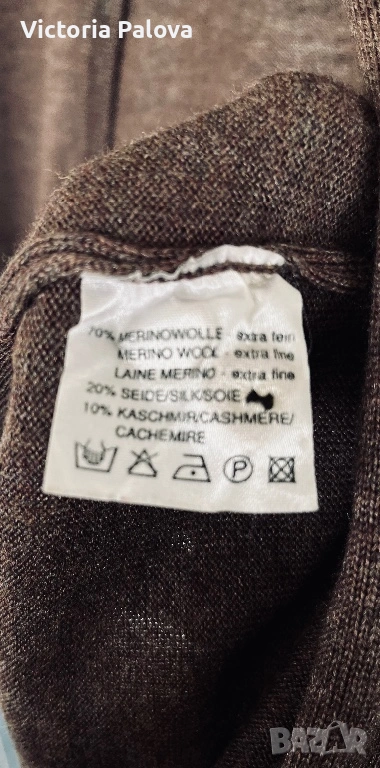 Victoria Palova
70% MERINOWOLLE - extra fein
MERINO WOOL - extra fine
LAINE MERINO - extra fine
20% SEIDE/SILK/SOIE
10% KASCHMIR/CASHMERE/
CACHEMIRE
P
BAZAR